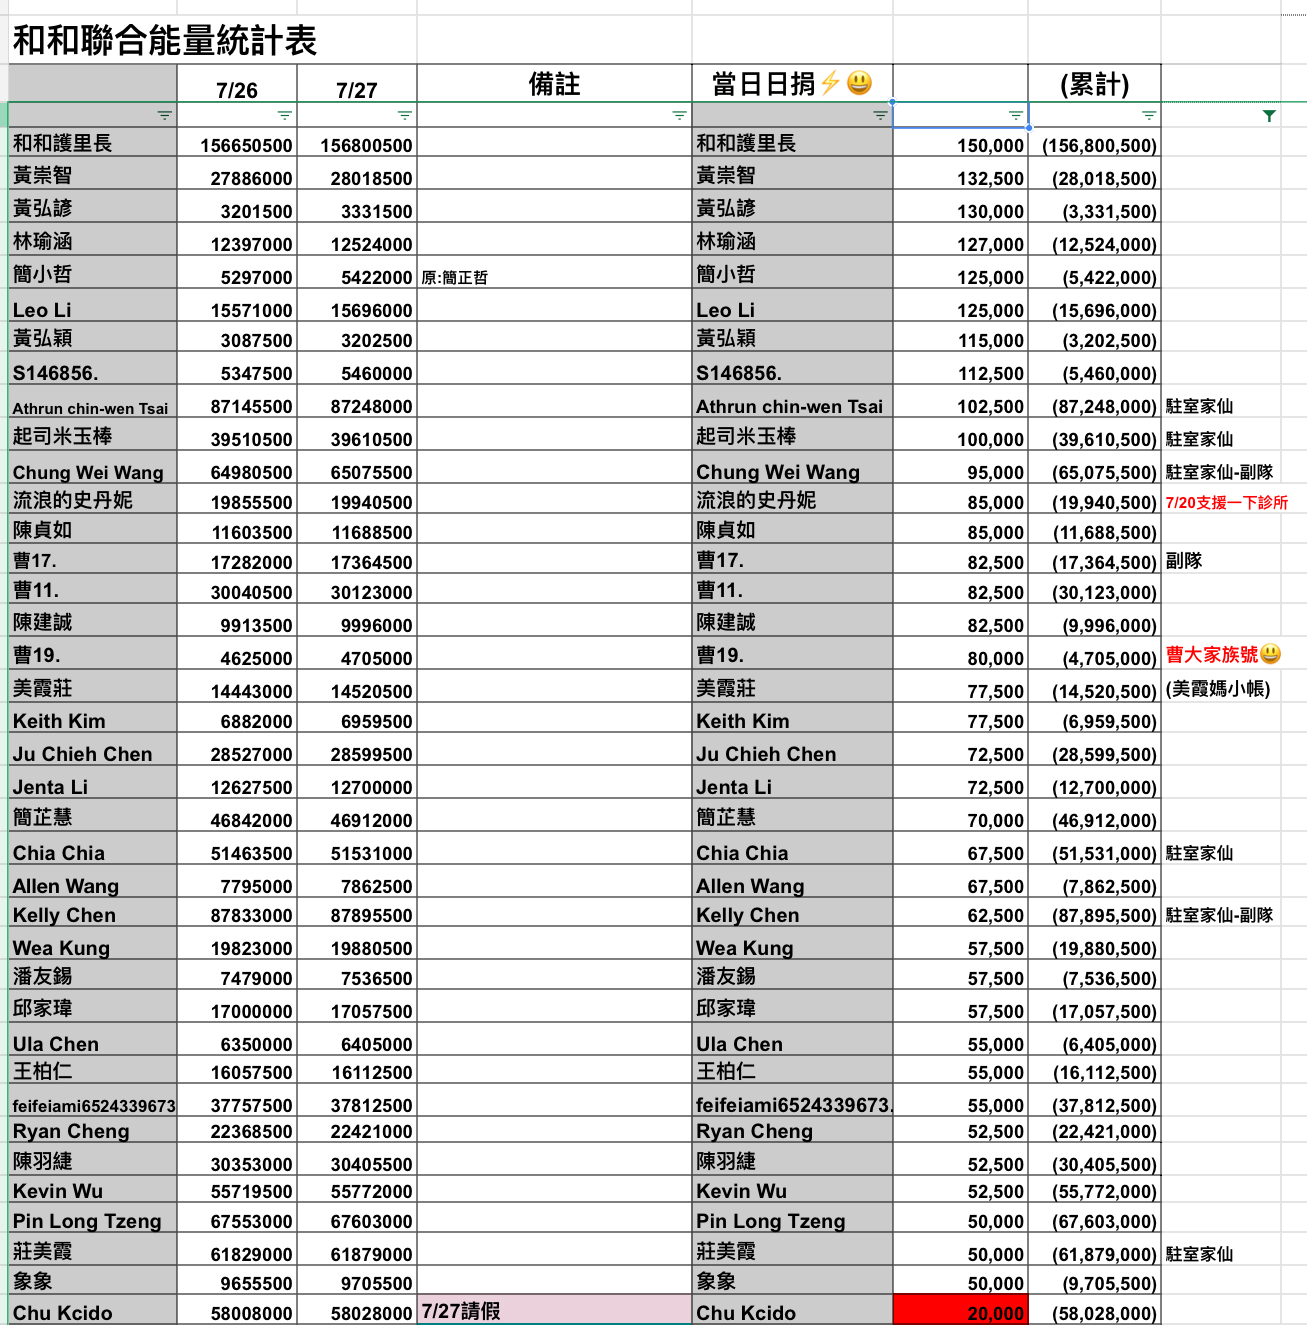 和和聯合能量統計表
7/26 7/27 備註 當日日捐⚡😃 (累計)
和和護里長 156650500 156800500 和和護里長 150,000 (156,800,500)
黃崇智 27886000 28018500 黃崇智 132,500 (28,018,500)
黃弘諺 3201500 3331500 黃弘諺 130,000 (3,331,500)
林瑜涵 12397000 12524000 林瑜涵 127,000 (12,524,000)
簡小哲 5297000 5422000 原:簡正哲 簡小哲 125,000 (5,422,000)
Leo Li 15571000 15696000 Leo Li 125,000 (15,696,000)
黃弘穎 3087500 3202500 黃弘穎 115,000 (3,202,500)
S146856. 5347500 5460000 S146856. 112,500 (5,460,000)
Athrun chin-wen Tsai 87145500 87248000 Athrun chin-wen Tsai 102,500 (87,248,000) 駐室家仙
起司米玉棒 39510500 39610500 起司米玉棒 100,000 (39,610,500) 駐室家仙
Chung Wei Wang 64980500 65075500 Chung Wei Wang 95,000 (65,075,500) 駐室家仙-副隊
流浪的史丹妮 19855500 19940500 流浪的史丹妮 85,000 (19,940,500) 7/20支援一下診所
陳貞如 11603500 11688500 陳貞如 85,000 (11,688,500)
曹17. 17282000 17364500 曹17. 82,500 (17,364,500) 副隊
曹11. 30040500 30123000 曹11. 82,500 (30,123,000)
陳建誠 9913500 9996000 陳建誠 82,500 (9,996,000)
曹19. 4625000 4705000 曹19. 80,000 (4,705,000) 曹大家族號😃
美霞莊 14443000 14520500 美霞莊 77,500 (14,520,500) (美霞媽小帳)
Keith Kim 6882000 6959500 Keith Kim 77,500 (6,959,500)
Ju Chieh Chen 28527000 28599500 Ju Chieh Chen 72,500 (28,599,500)
Jenta Li 12627500 12700000 Jenta Li 72,500 (12,700,000)
簡芷慧 46842000 46912000 簡芷慧 70,000 (46,912,000)
Chia Chia 51463500 51531000 Chia Chia 67,500 (51,531,000) 駐室家仙
Allen Wang 7795000 7862500 Allen Wang 67,500 (7,862,500)
Kelly Chen 87833000 87895500 Kelly Chen 62,500 (87,895,500) 駐室家仙-副隊
Wea Kung 19823000 19880500 Wea Kung 57,500 (19,880,500)
潘友錫 7479000 7536500 潘友錫 57,500 (7,536,500)
邱家瑋 17000000 17057500 邱家瑋 57,500 (17,057,500)
Ula Chen 6350000 6405000 Ula Chen 55,000 (6,405,000)
王柏仁 16057500 16112500 王柏仁 55,000 (16,112,500)
feifeiami6524339673 37757500 37812500 feifeiami6524339673. 55,000 (37,812,500)
Ryan Cheng 22368500 22421000 Ryan Cheng 52,500 (22,421,000)
陳羽緁 30353000 30405500 陳羽緁 52,500 (30,405,500)
Kevin Wu 55719500 55772000 Kevin Wu 52,500 (55,772,000)
Pin Long Tzeng 67553000 67603000 Pin Long Tzeng 50,000 (67,603,000)
莊美霞 61829000 61879000 莊美霞 50,000 (61,879,000) 駐室家仙
象象 9655500 9705500 象象 50,000 (9,705,500)
Chu Kcido 58008000 58028000 7/27請假 Chu Kcido 20,000 (58,028,000)